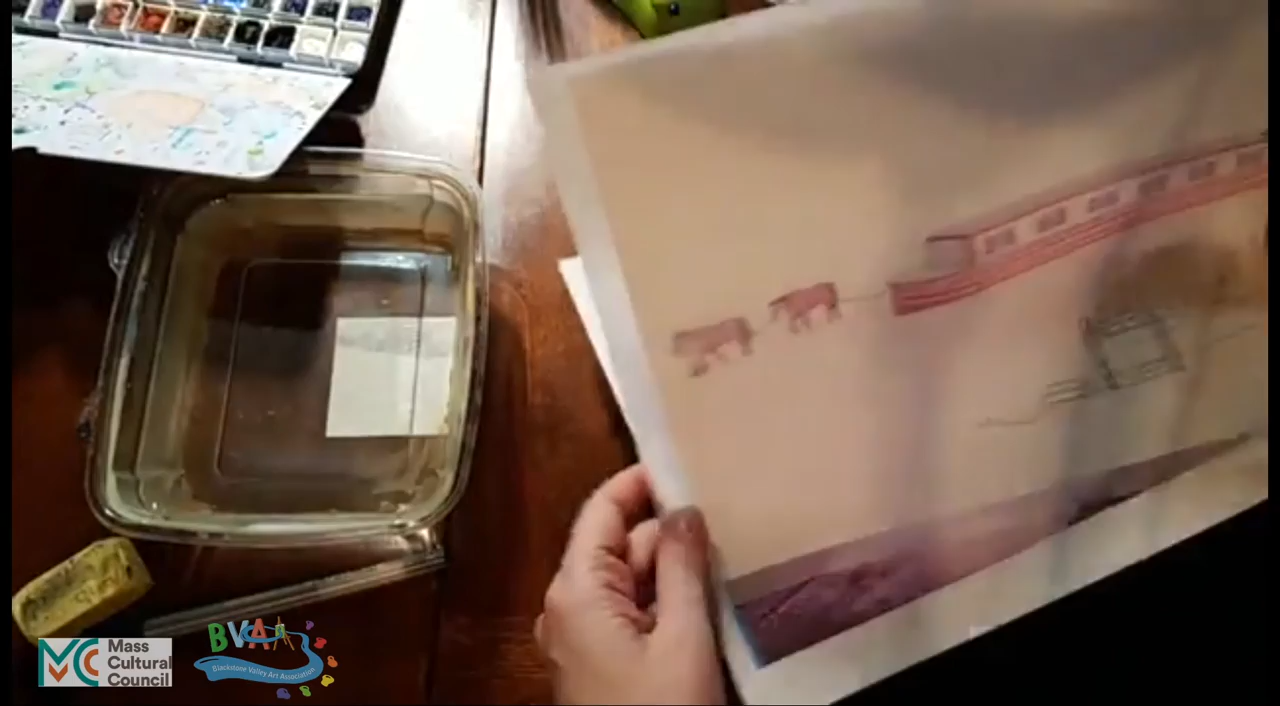 Mass
Cultural
Council
BVAA
Blackstone Valley Art Association